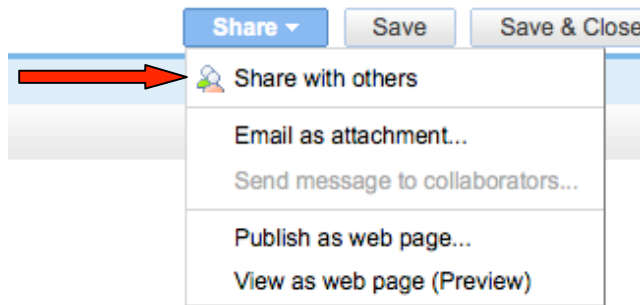 Share Save Save & Close
Share with others
Email as attachment...
Send message to collaborators...
Publish as web page...
View as web page (Preview)